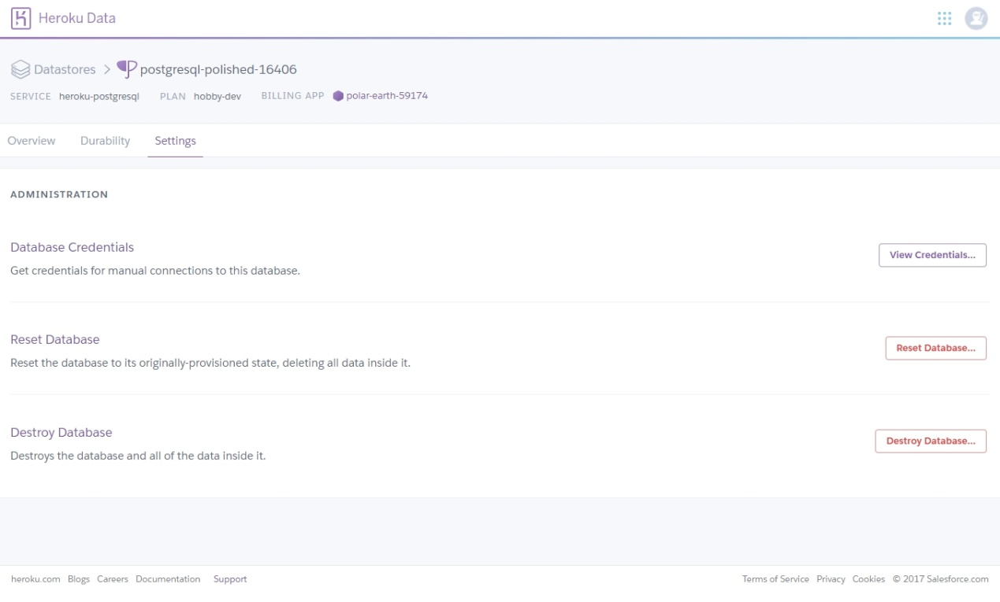 Heroku Data
Datastores > postgresql-polished-16406
SERVICE heroku-postgresql PLAN hobby-dev BILLING APP polar-earth-59174
Overview Durability Settings
ADMINISTRATION
Database Credentials
View Credentials...
Get credentials for manual connections to this database.
Reset Database
Reset Database...
Reset the database to its originally-provisioned state, deleting all data inside it.
Destroy Database
Destroy Database...
Destroys the database and all of the data inside it.
heroku.com Blogs Careers Documentation Support Terms of Service Privacy Cookies © 2017 Salesforce.com